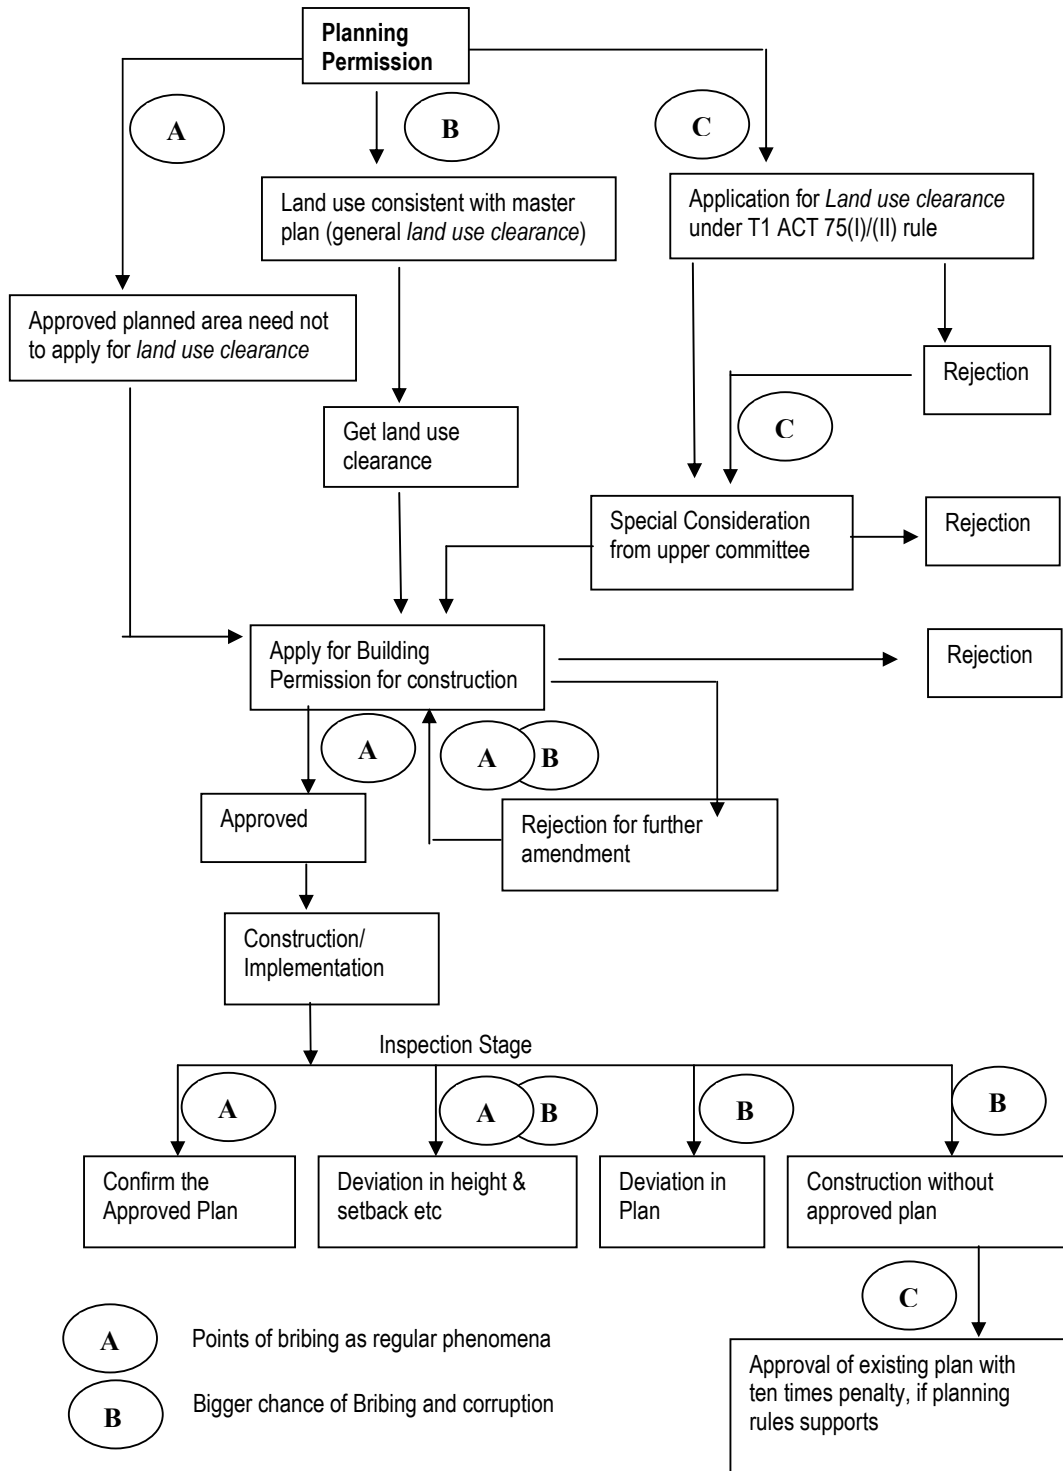 Planning
Permission
A
B
C
Land use consistent with master
plan (general land use clearance)
Application for Land use clearance
under T1 ACT 75(I)/(II) rule
Approved planned area need not
to apply for land use clearance
Rejection
Get land use
clearance
C
Special Consideration
from upper committee
Rejection
Apply for Building
Permission for construction
Rejection
A
A
B
Approved
Rejection for further
amendment
Construction/
Implementation
Inspection Stage
A
A
B
B
B
Confirm the
Approved Plan
Deviation in height &
setback etc
Deviation in
Plan
Construction without
approved plan
C
A
Points of bribing as regular phenomena
B
Bigger chance of Bribing and corruption
Approval of existing plan with
ten times penalty, if planning
rules supports